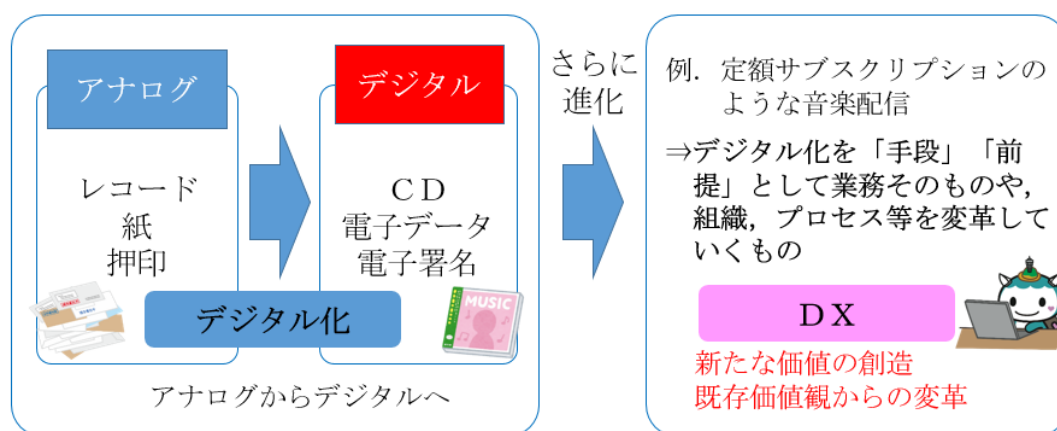 アナログ
レコード
紙
押印
デジタル
ＣＤ
電子データ
電子署名
MUSIC
デジタル化
アナログからデジタルへ
さらに
進化
例．定額サブスクリプションの
ような音楽配信
⇒デジタル化を「手段」「前
提」として業務そのものや，
組織，プロセス等を変革して
いくもの
ＤＸ
新たな価値の創造
既存価値観からの変革